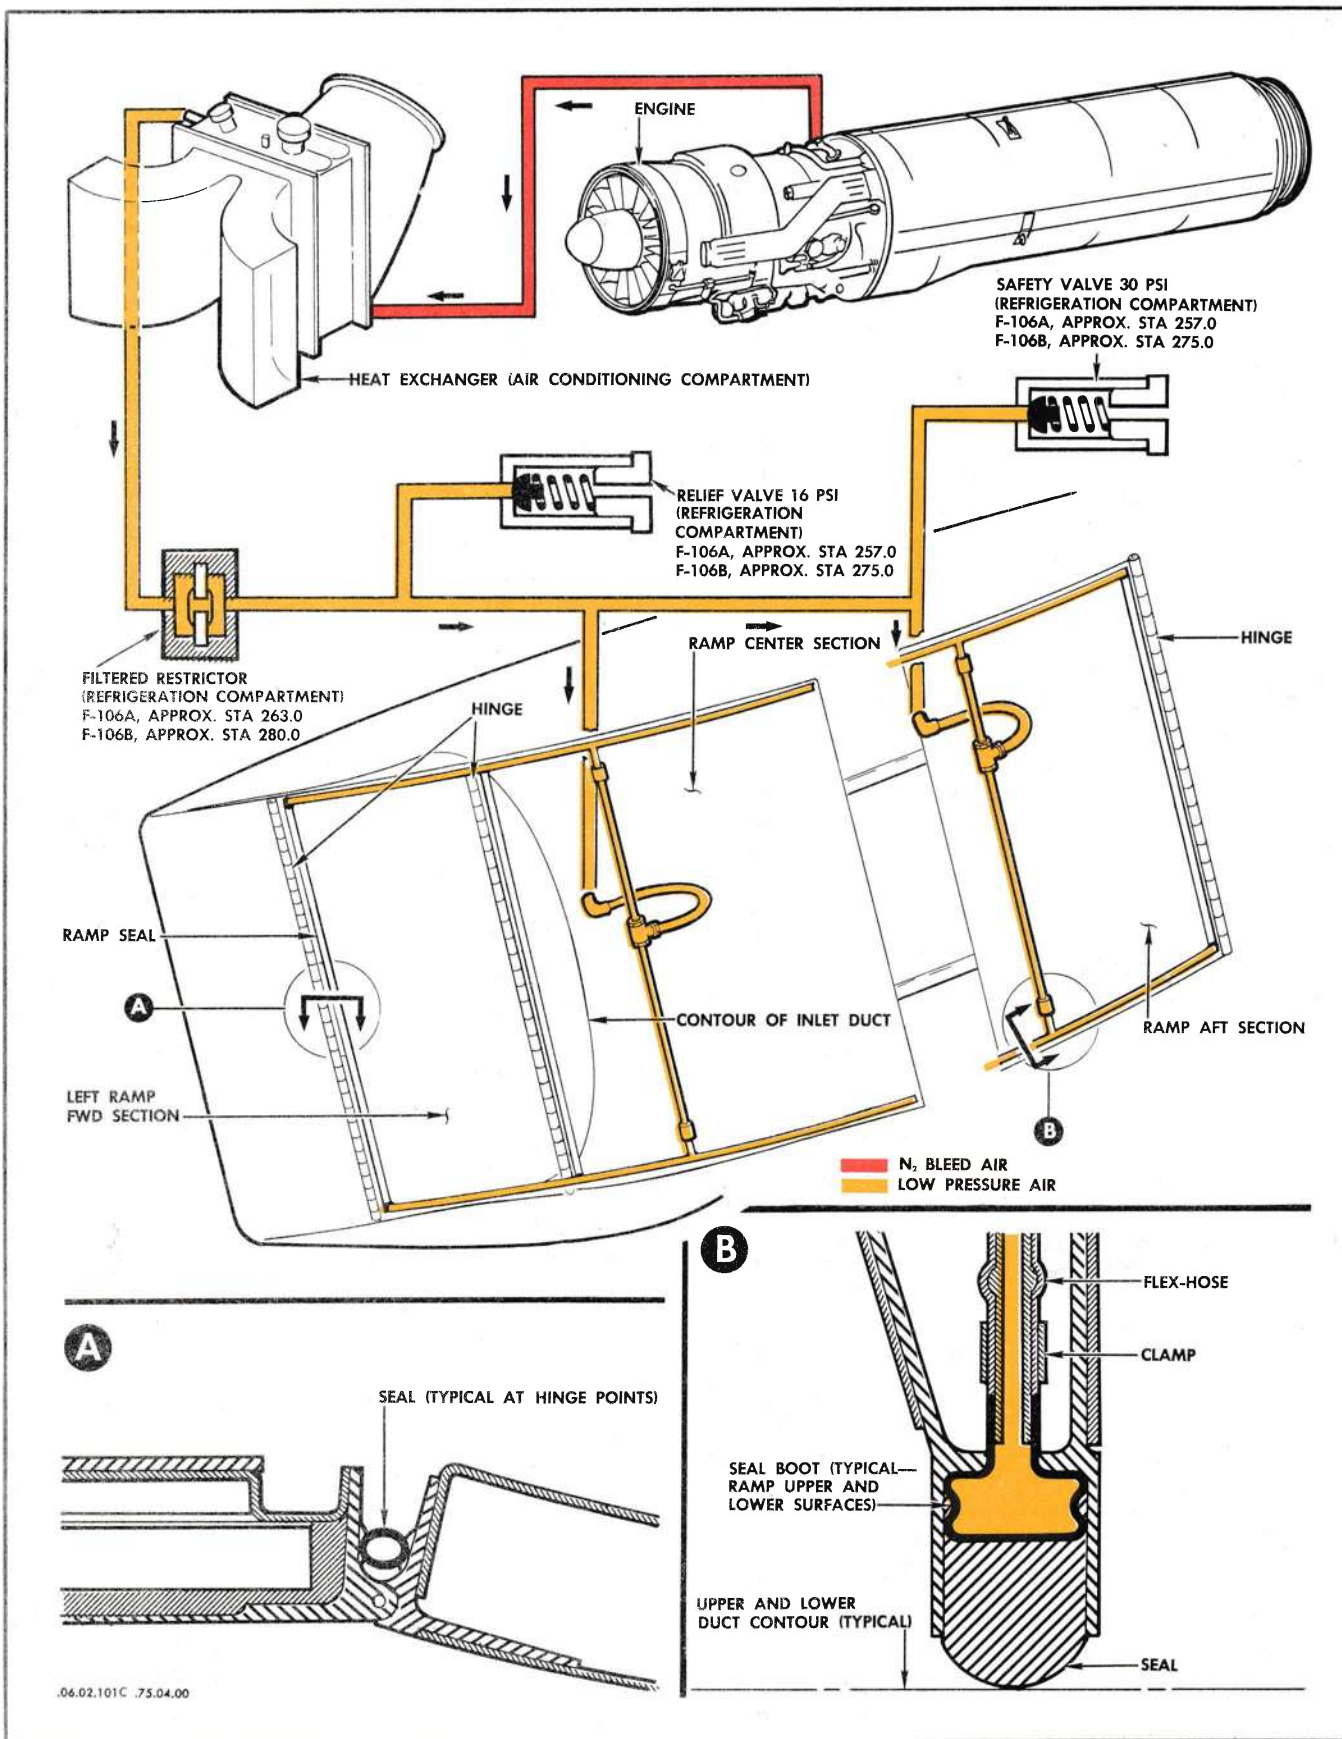 ENGINE
SAFETY VALVE 30 PSI
(REFRIGERATION COMPARTMENT)
F-106A, APPROX. STA 257.0
F-106B, APPROX. STA 275.0
HEAT EXCHANGER (AIR CONDITIONING COMPARTMENT)
RELIEF VALVE 16 PSI
(REFRIGERATION
COMPARTMENT)
F-106A, APPROX. STA 257.0
F-106B, APPROX. STA 275.0
FILTERED RESTRICTOR
(REFRIGERATION COMPARTMENT)
F-106A, APPROX. STA 263.0
F-106B, APPROX. STA 280.0
RAMP CENTER SECTION
HINGE
HINGE
RAMP SEAL
A
CONTOUR OF INLET DUCT
RAMP AFT SECTION
LEFT RAMP
FWD SECTION
B
N₂ BLEED AIR
LOW PRESSURE AIR
A
SEAL (TYPICAL AT HINGE POINTS)
B
FLEX-HOSE
CLAMP
SEAL BOOT (TYPICAL—
RAMP UPPER AND
LOWER SURFACES)
UPPER AND LOWER
DUCT CONTOUR (TYPICAL)
SEAL
.06.02.101C .75.04.00